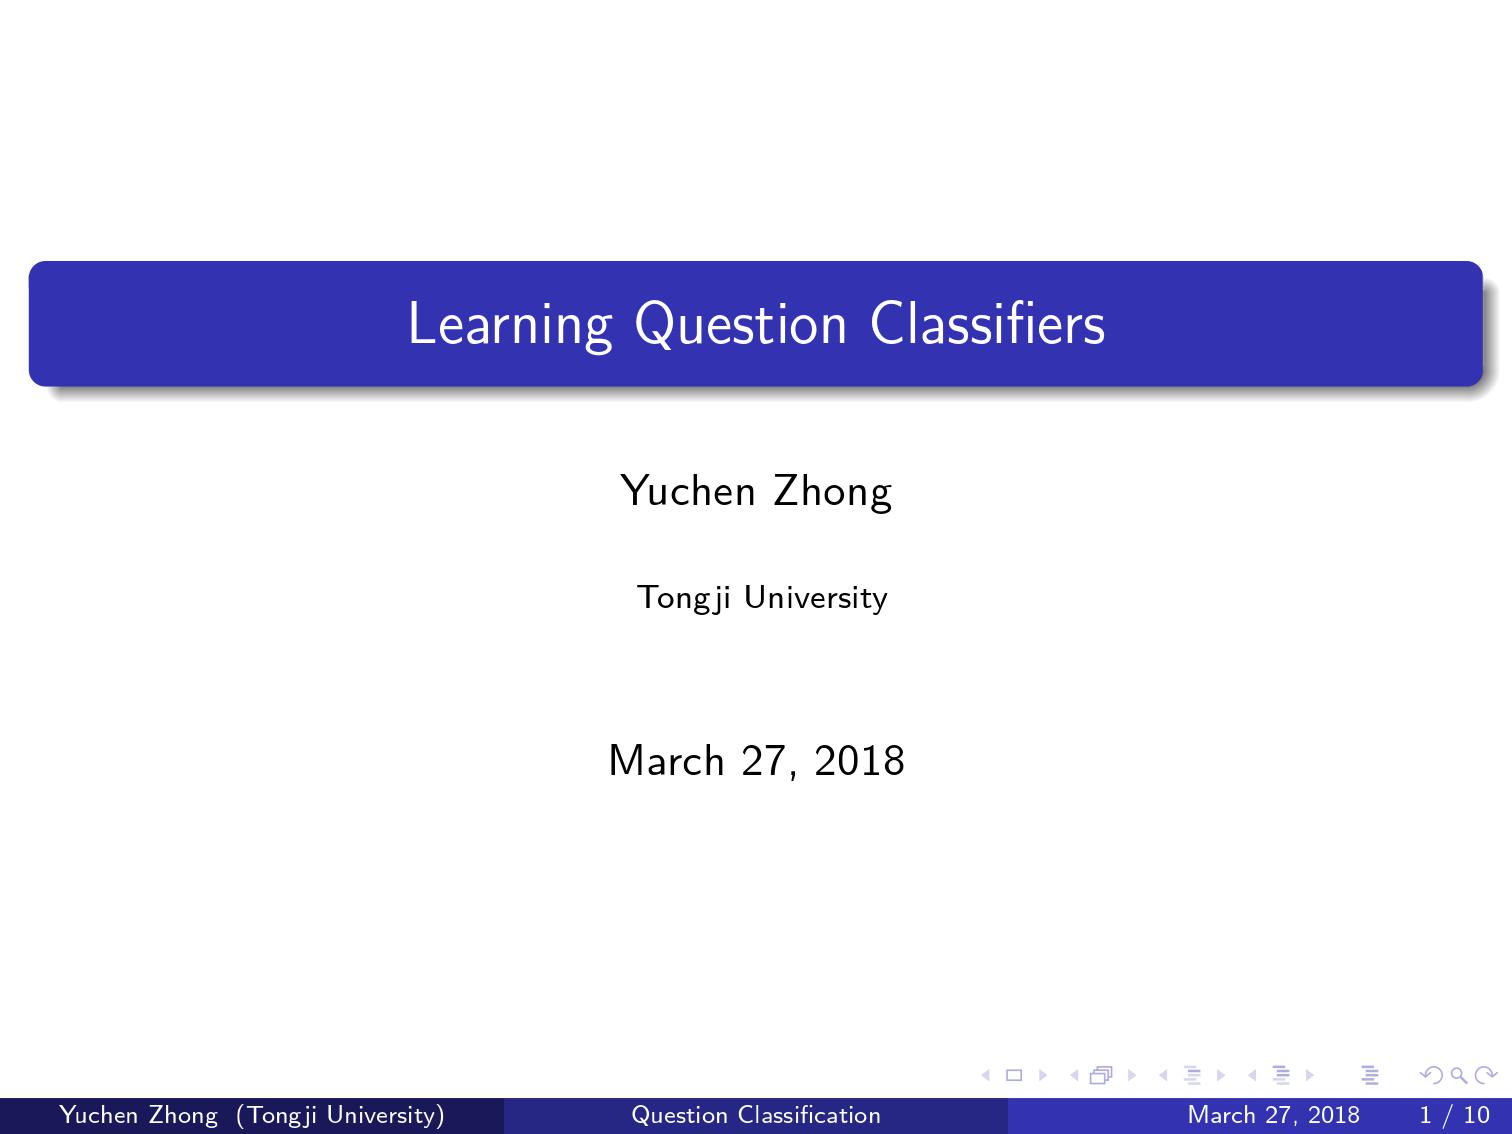 Learning Question Classifiers
Yuchen Zhong
Tongji University
March 27, 2018
Yuchen Zhong (Tongji University) Question Classification March 27, 2018 1 / 10